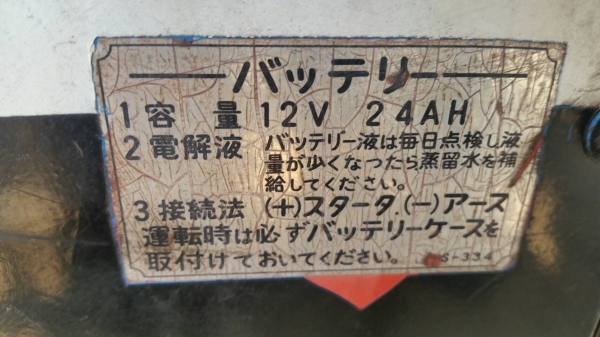 バッテリー
1 容量 12V 24AH
2 電解液 バッテリー液は毎日点検し液
量が少くなったら蒸留水を補
給してください。
3 接続法 (+)スタータ.(-)アース
運転時は必ずバッテリーケースを
取付けておいてください。 S-334